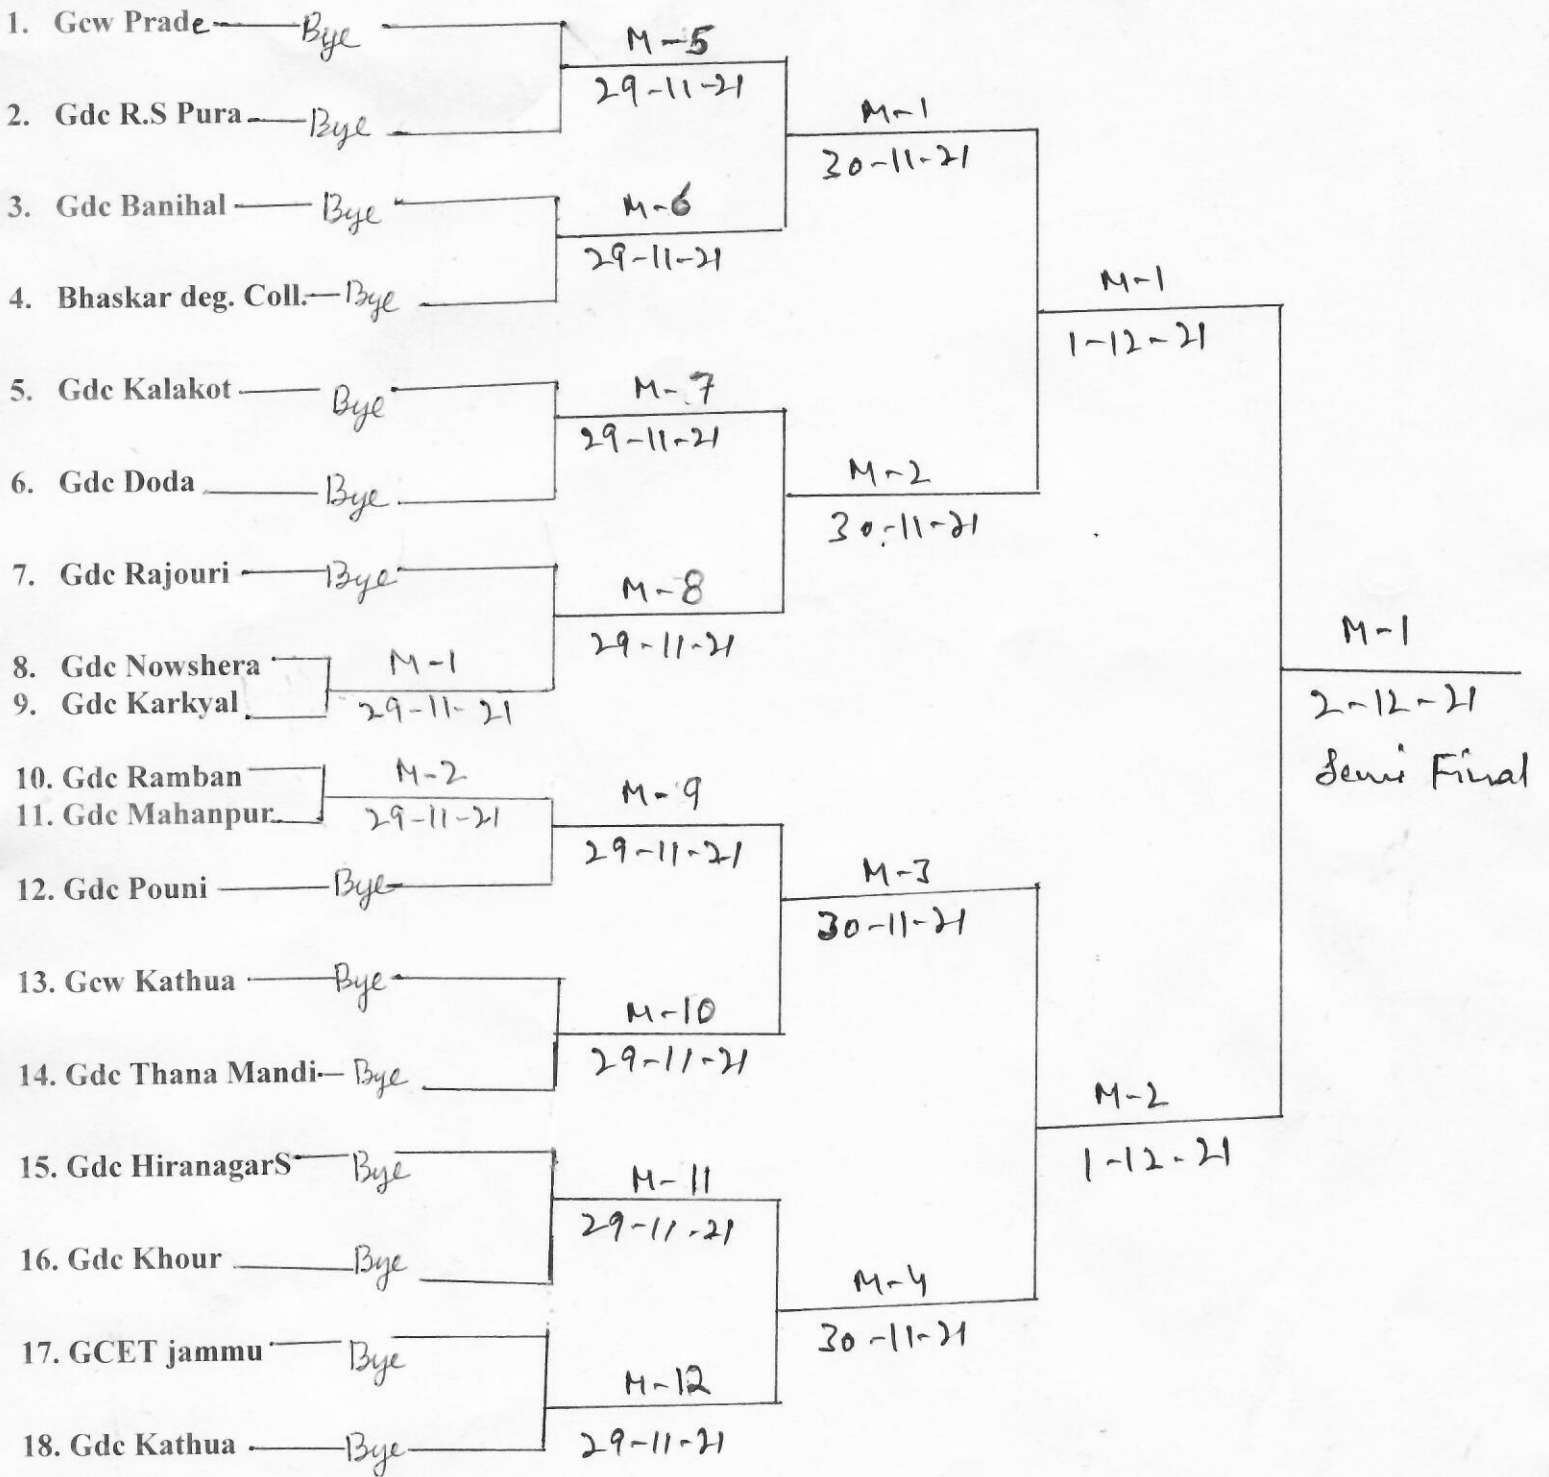 1. Gcw Prade Bye
M-5
29-11-21
2. Gdc R.S Pura Bye
M-1
30-11-21
3. Gdc Banihal Bye
M-6
29-11-21
4. Bhaskar deg. Coll. Bye
M-1
1-12-21
5. Gdc Kalakot Bye
M-7
29-11-21
6. Gdc Doda Bye
M-2
30-11-21
7. Gdc Rajouri Bye
M-8
29-11-21
8. Gdc Nowshera
M-1
9. Gdc Karkyal
29-11-21
M-1
2-12-21
Semi Final
10. Gdc Ramban
M-2
11. Gdc Mahanpur
29-11-21
M-9
29-11-21
12. Gdc Pouni Bye
M-3
30-11-21
13. Gcw Kathua Bye
M-10
29-11-21
14. Gdc Thana Mandi Bye
M-2
1-12-21
15. Gdc HiranagarS Bye
M-11
29-11-21
16. Gdc Khour Bye
M-4
30-11-21
17. GCET jammu Bye
M-12
29-11-21
18. Gdc Kathua Bye